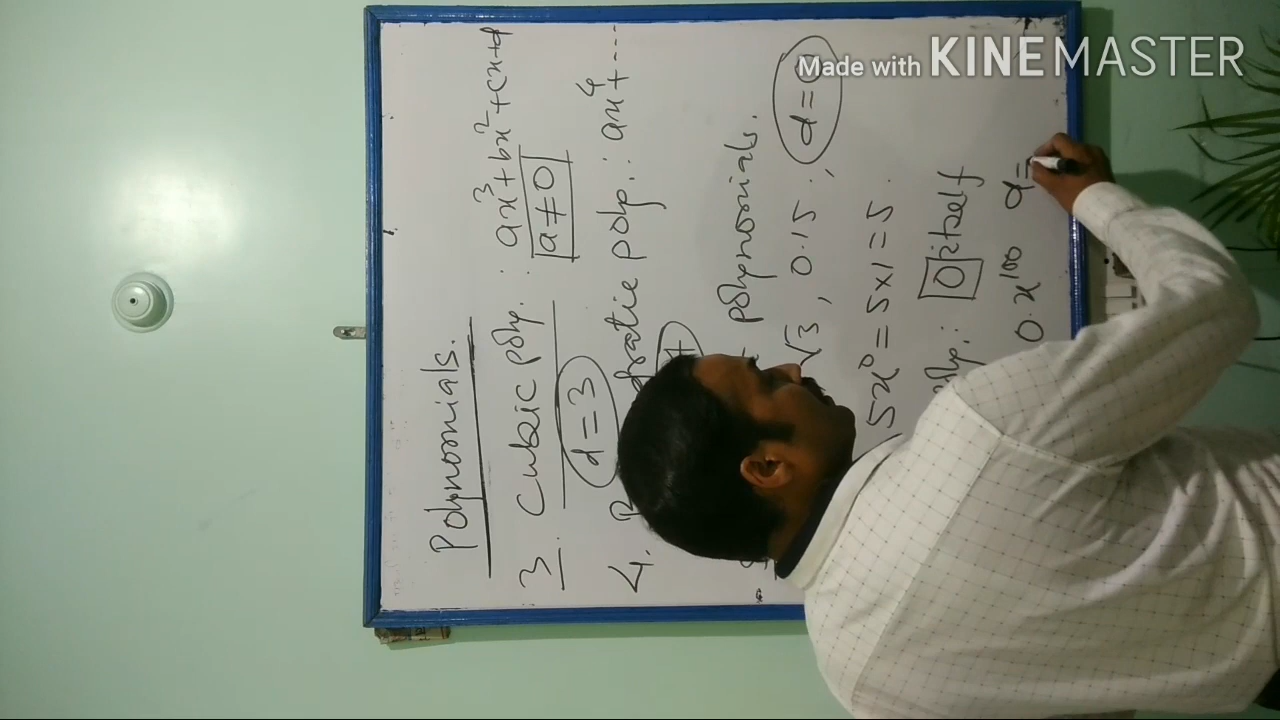 Polynomials.
3. Cubic poly. : ax³ + bx² + cx + d
d = 3 a ≠ 0
4. poly : ax⁴ + ----
polynomials.
√3, 0.15, d = 0
5x⁰ = 5 × 1 = 5.
poly: 0 itself
0. x¹⁰⁰ d =
Made with KINEMASTER